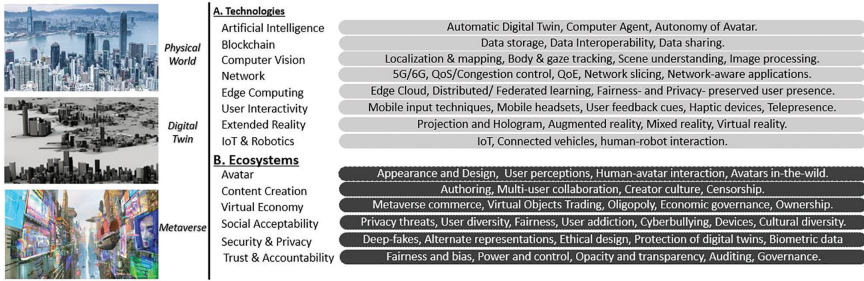 Physical
World
Digital
Twin
Metaverse
A. Technologies
Artificial Intelligence Automatic Digital Twin, Computer Agent, Autonomy of Avatar.
Blockchain Data storage, Data Interoperability, Data sharing.
Computer Vision Localization & mapping, Body & gaze tracking, Scene understanding, Image processing.
Network 5G/6G, QoS/Congestion control, QoE, Network slicing, Network-aware applications.
Edge Computing Edge Cloud, Distributed/ Federated learning, Fairness- and Privacy- preserved user presence.
User Interactivity Mobile input techniques, Mobile headsets, User feedback cues, Haptic devices, Telepresence.
Extended Reality Projection and Hologram, Augmented reality, Mixed reality, Virtual reality.
IoT & Robotics IoT, Connected vehicles, human-robot interaction.
B. Ecosystems
Avatar Appearance and Design, User perceptions, Human-avatar interaction, Avatars in-the-wild.
Content Creation Authoring, Multi-user collaboration, Creator culture, Censorship.
Virtual Economy Metaverse commerce, Virtual Objects Trading, Oligopoly, Economic governance, Ownership.
Social Acceptability Privacy threats, User diversity, Fairness, User addiction, Cyberbullying, Devices, Cultural diversity.
Security & Privacy Deep-fakes, Alternate representations, Ethical design, Protection of digital twins, Biometric data
Trust & Accountability Fairness and bias, Power and control, Opacity and transparency, Auditing, Governance.